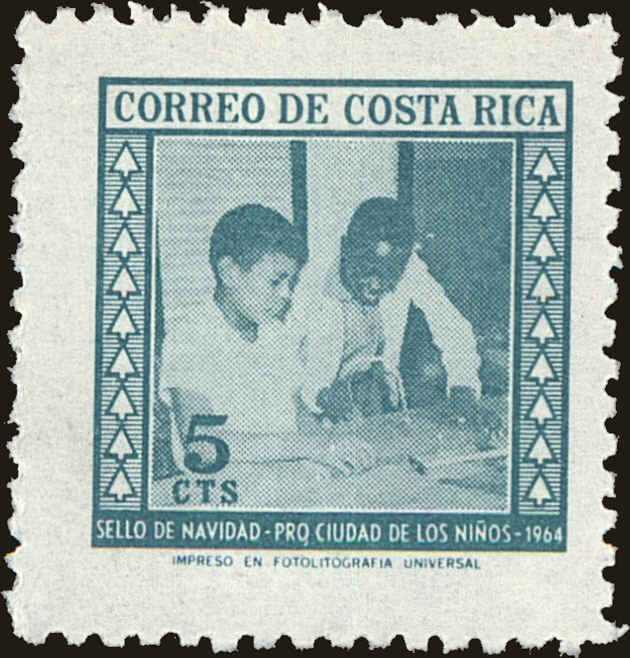 CORREO DE COSTA RICA
5
CTS
SELLO DE NAVIDAD - PRO CIUDAD DE LOS NIÑOS - 1964
IMPRESO EN FOTOLITOGRAFIA UNIVERSAL